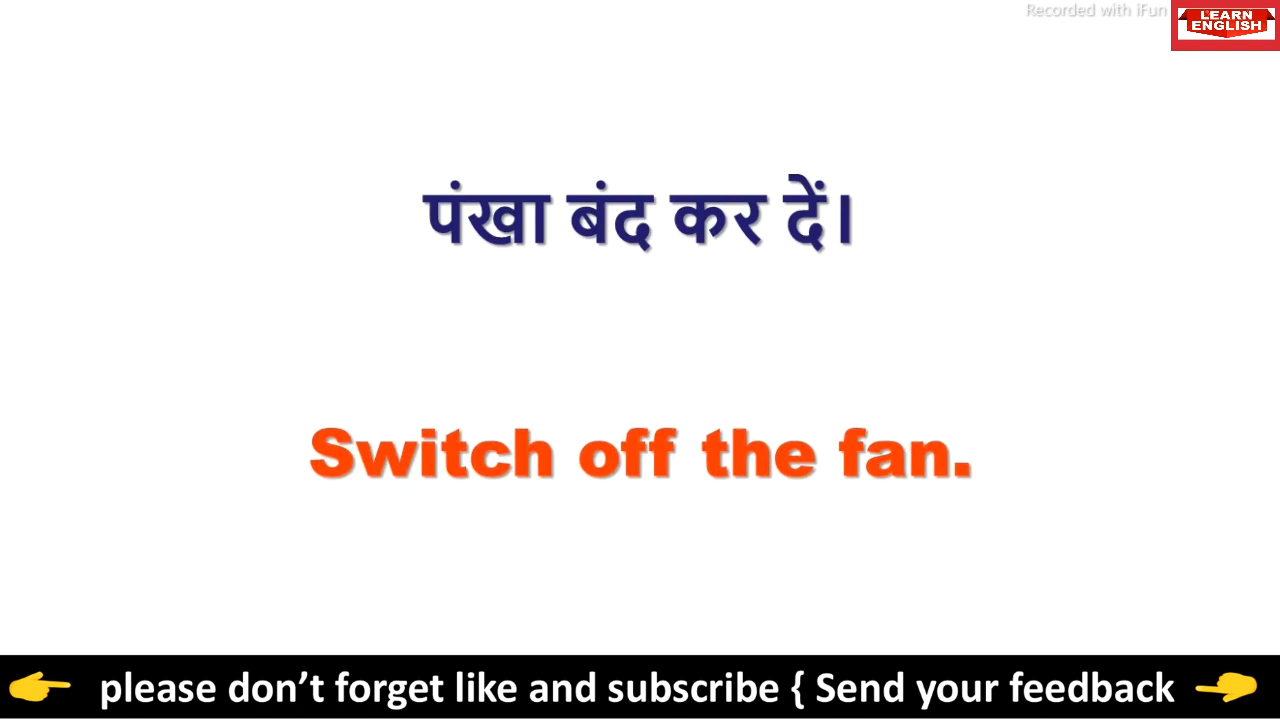 Recorded with iFun
LEARN
ENGLISH
पंखा बंद कर दें।
Switch off the fan.
please don’t forget like and subscribe { Send your feedback